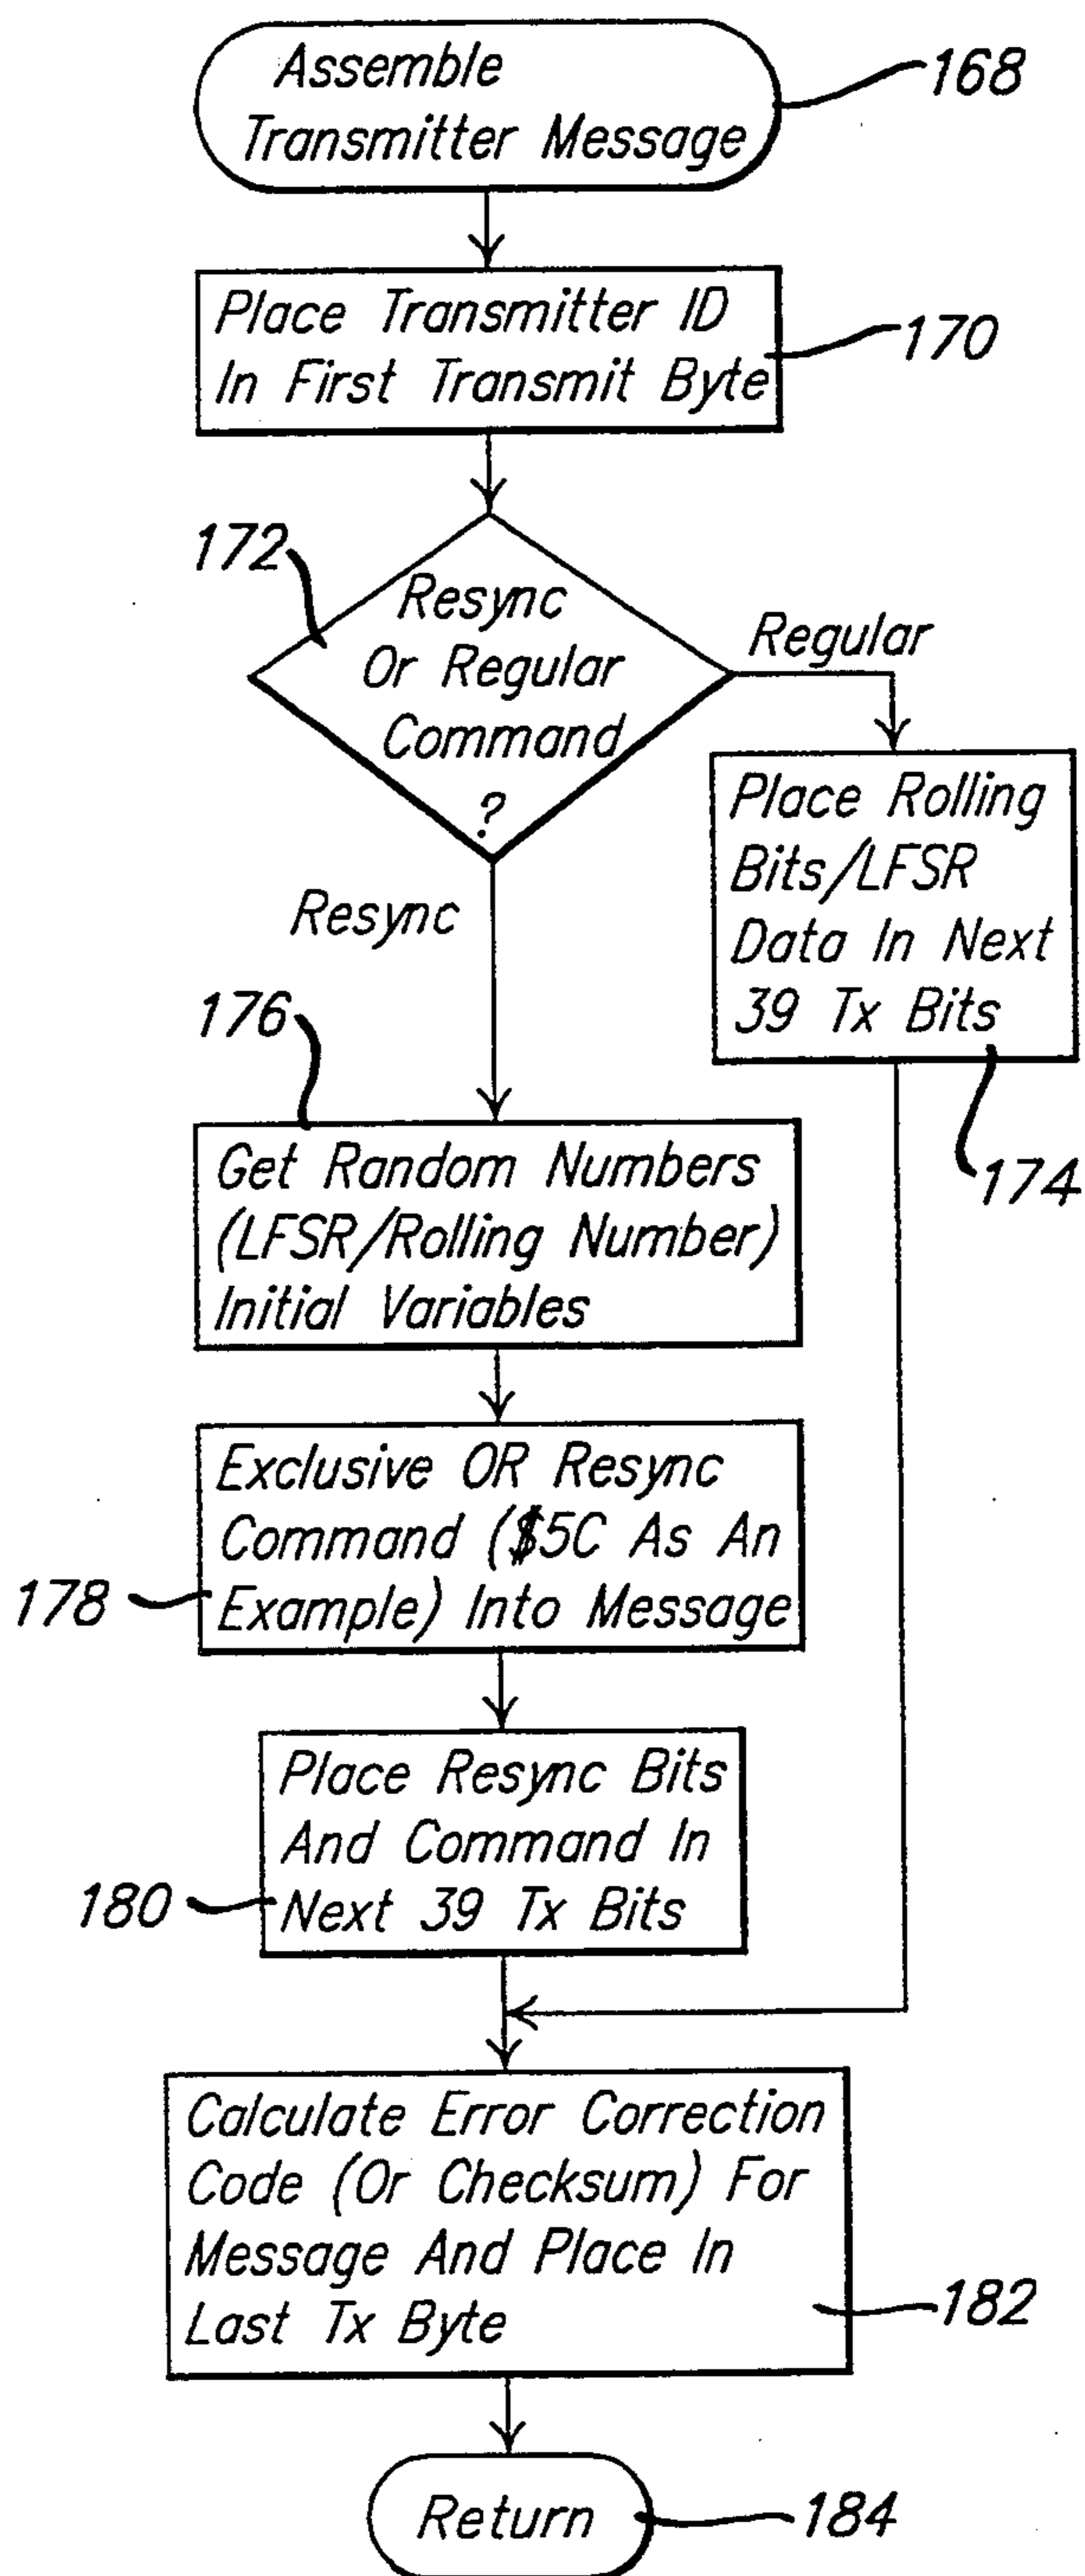 Assemble
Transmitter Message
168
Place Transmitter ID
In First Transmit Byte
170
172
Resync
Or Regular
Command
?
Regular
Resync
Place Rolling
Bits/LFSR
Data In Next
39 Tx Bits
174
176
Get Random Numbers
(LFSR/Rolling Number)
Initial Variables
Exclusive OR Resync
Command ($5C As An
Example) Into Message
178
Place Resync Bits
And Command In
Next 39 Tx Bits
180
Calculate Error Correction
Code (Or Checksum) For
Message And Place In
Last Tx Byte
182
Return
184